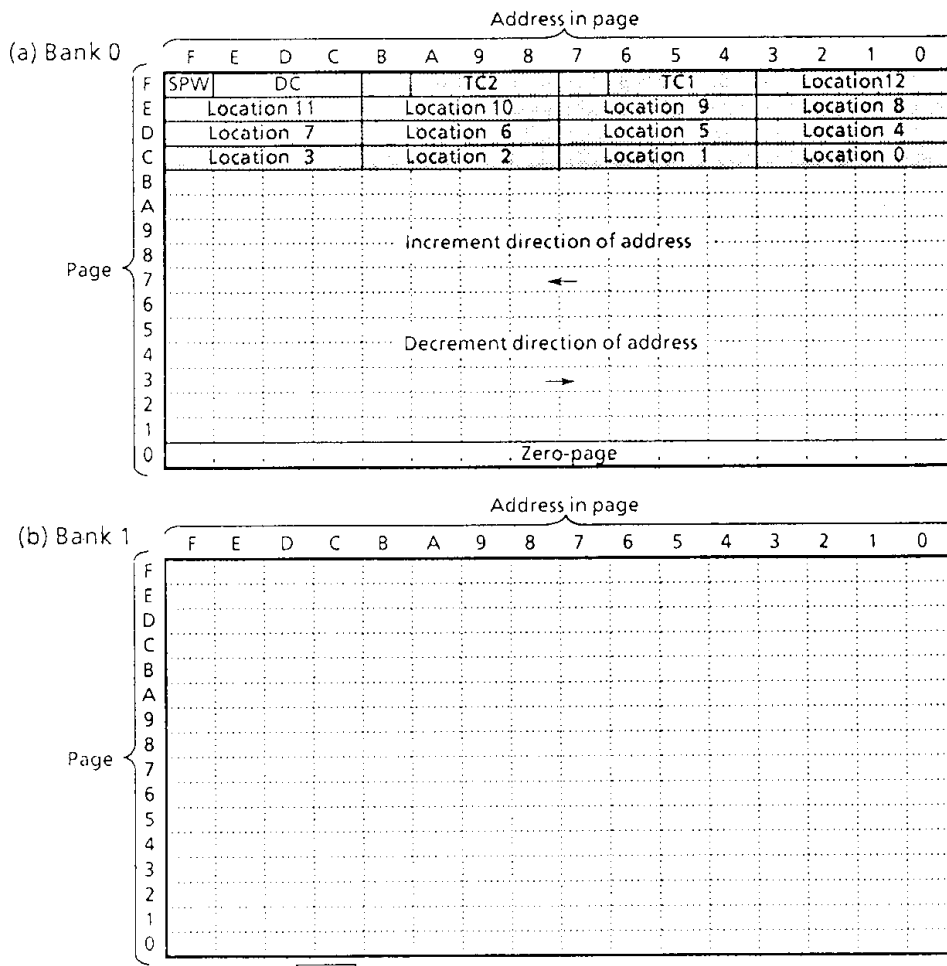 Address in page
(a) Bank 0
F E D C B A 9 8 7 6 5 4 3 2 1 0
F SPW DC TC2 TC1 Location12
E Location 11 Location 10 Location 9 Location 8
D Location 7 Location 6 Location 5 Location 4
C Location 3 Location 2 Location 1 Location 0
B
A
9
Increment direction of address
8
Page
7
6
5
Decrement direction of address
4
3
2
1
0 Zero-page
Address in page
(b) Bank 1
F E D C B A 9 8 7 6 5 4 3 2 1 0
F
E
D
C
B
A
9
8
Page
7
6
5
4
3
2
1
0